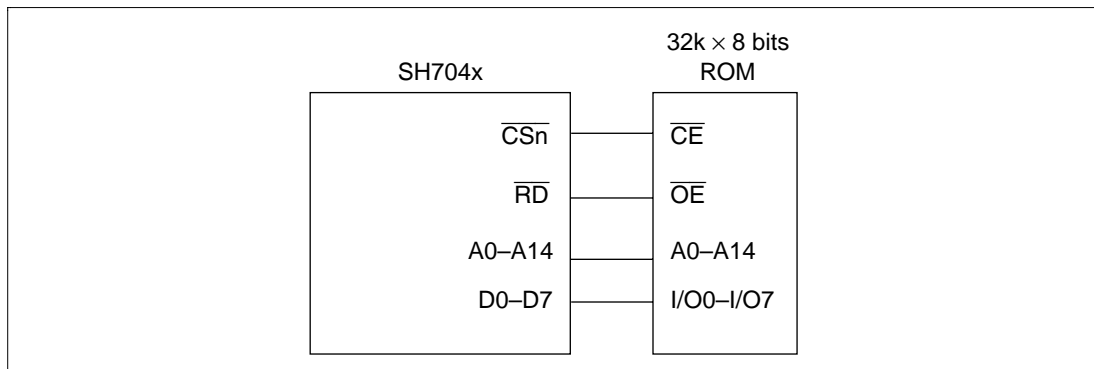 32k × 8 bits
SH704x ROM
CSn CE
RD OE
A0–A14 A0–A14
D0–D7 I/O0–I/O7